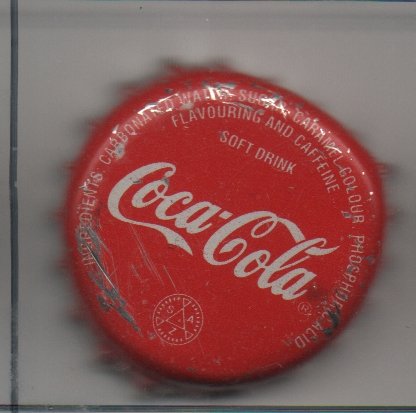 INGREDIENTS CARBONATED WATER, SUGAR, CARAMEL COLOUR PHOSPHORIC ACID
FLAVOURING AND CAFFEINE
SOFT DRINK
Coca-Cola
®
S A Z